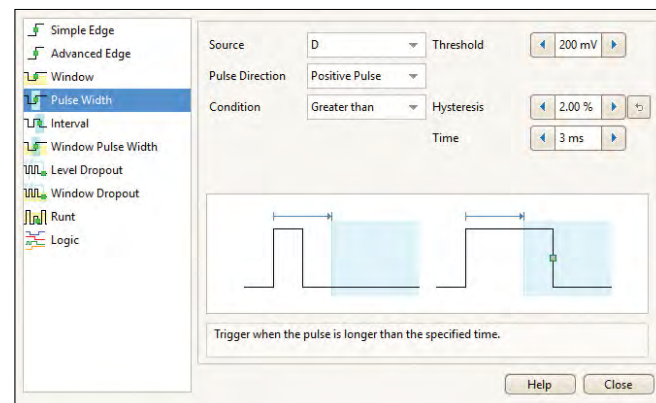 Simple Edge
Advanced Edge
Window
Pulse Width
Interval
Window Pulse Width
Level Dropout
Window Dropout
Runt
Logic
Source D Threshold 200 mV
Pulse Direction Positive Pulse
Condition Greater than Hysteresis 2.00 %
Time 3 ms
Trigger when the pulse is longer than the specified time.
Help Close